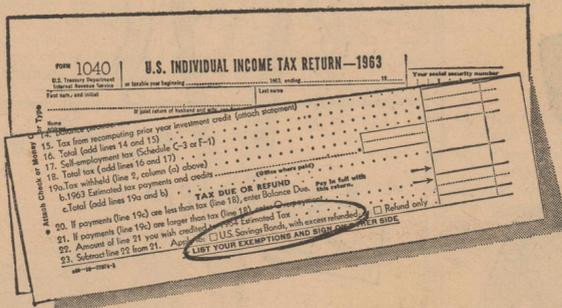 FORM 1040 U.S. INDIVIDUAL INCOME TAX RETURN—1963
U.S. Treasury Department
Internal Revenue Service
or taxable year beginning 1963, ending 19
Your social security number
First name and initial
Last name
If joint return of husband and wife, use
Name
Attach Check or Money Or Type
14. Balance
15. Tax from recomputing prior year investment credit (attach statement)
16. Total (add lines 14 and 15)
17. Self-employment tax (Schedule C-3 or F-1)
18. Total tax (add lines 16 and 17)
19a. Tax withheld (line 2, column (a) above)
b. 1963 Estimated tax payments and credits
(Office where paid)
c. Total (add lines 19a and b)
TAX DUE OR REFUND
20. If payments (line 19c) are less than tax (line 18), enter Balance Due. Pay in full with this return.
21. If payments (line 19c) are larger than tax (line 18), enter Overpayment
22. Amount of line 21 you wish credited to 1964 Estimated Tax
23. Subtract line 22 from 21. Apply to: U.S. Savings Bonds, with excess refunded; Refund only
LIST YOUR EXEMPTIONS AND SIGN ON OTHER SIDE